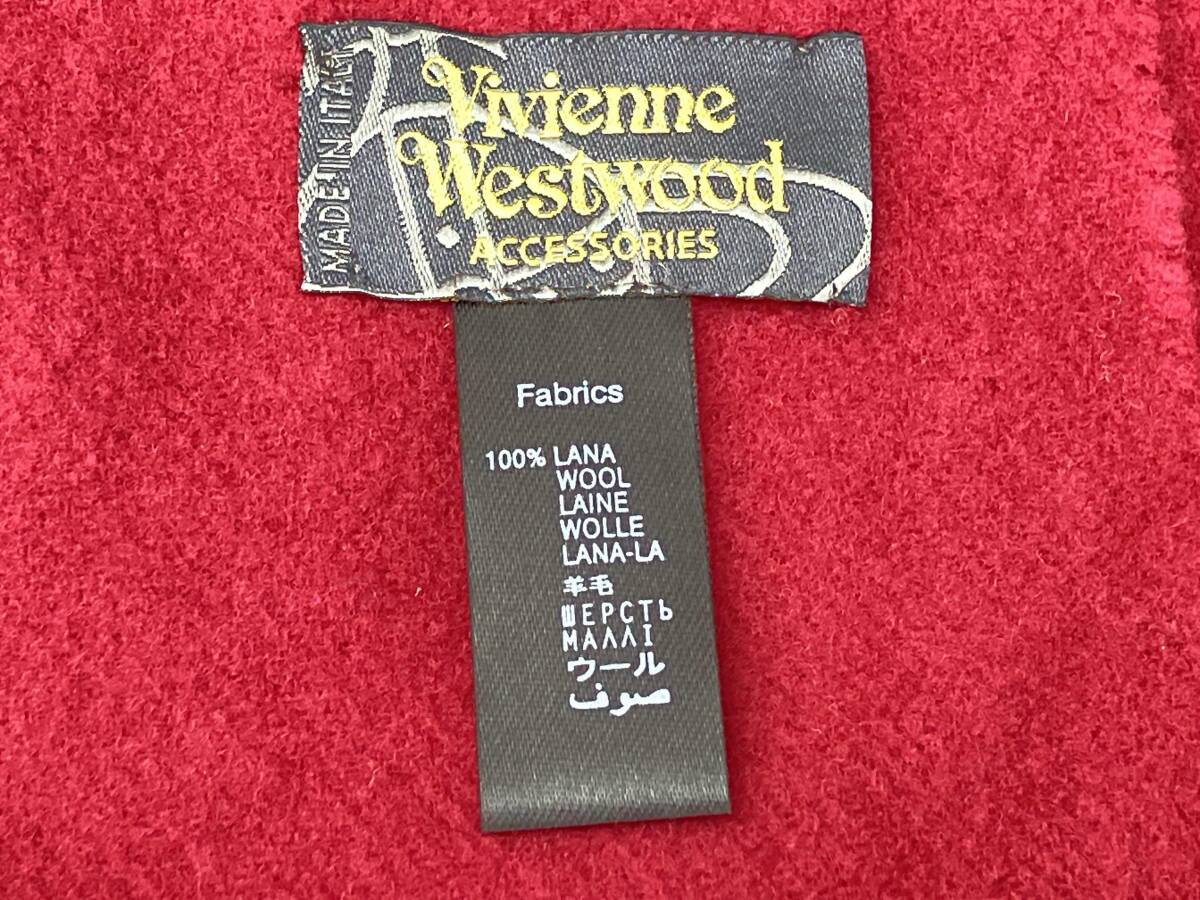 MADE IN ITALY
Vivienne
Westwood
ACCESSORIES
Fabrics
100% LANA
WOOL
LAINE
WOLLE
LANA-LA
羊毛
ШЕРСТЬ
ΜΑΛΛΙ
ウール
صوف